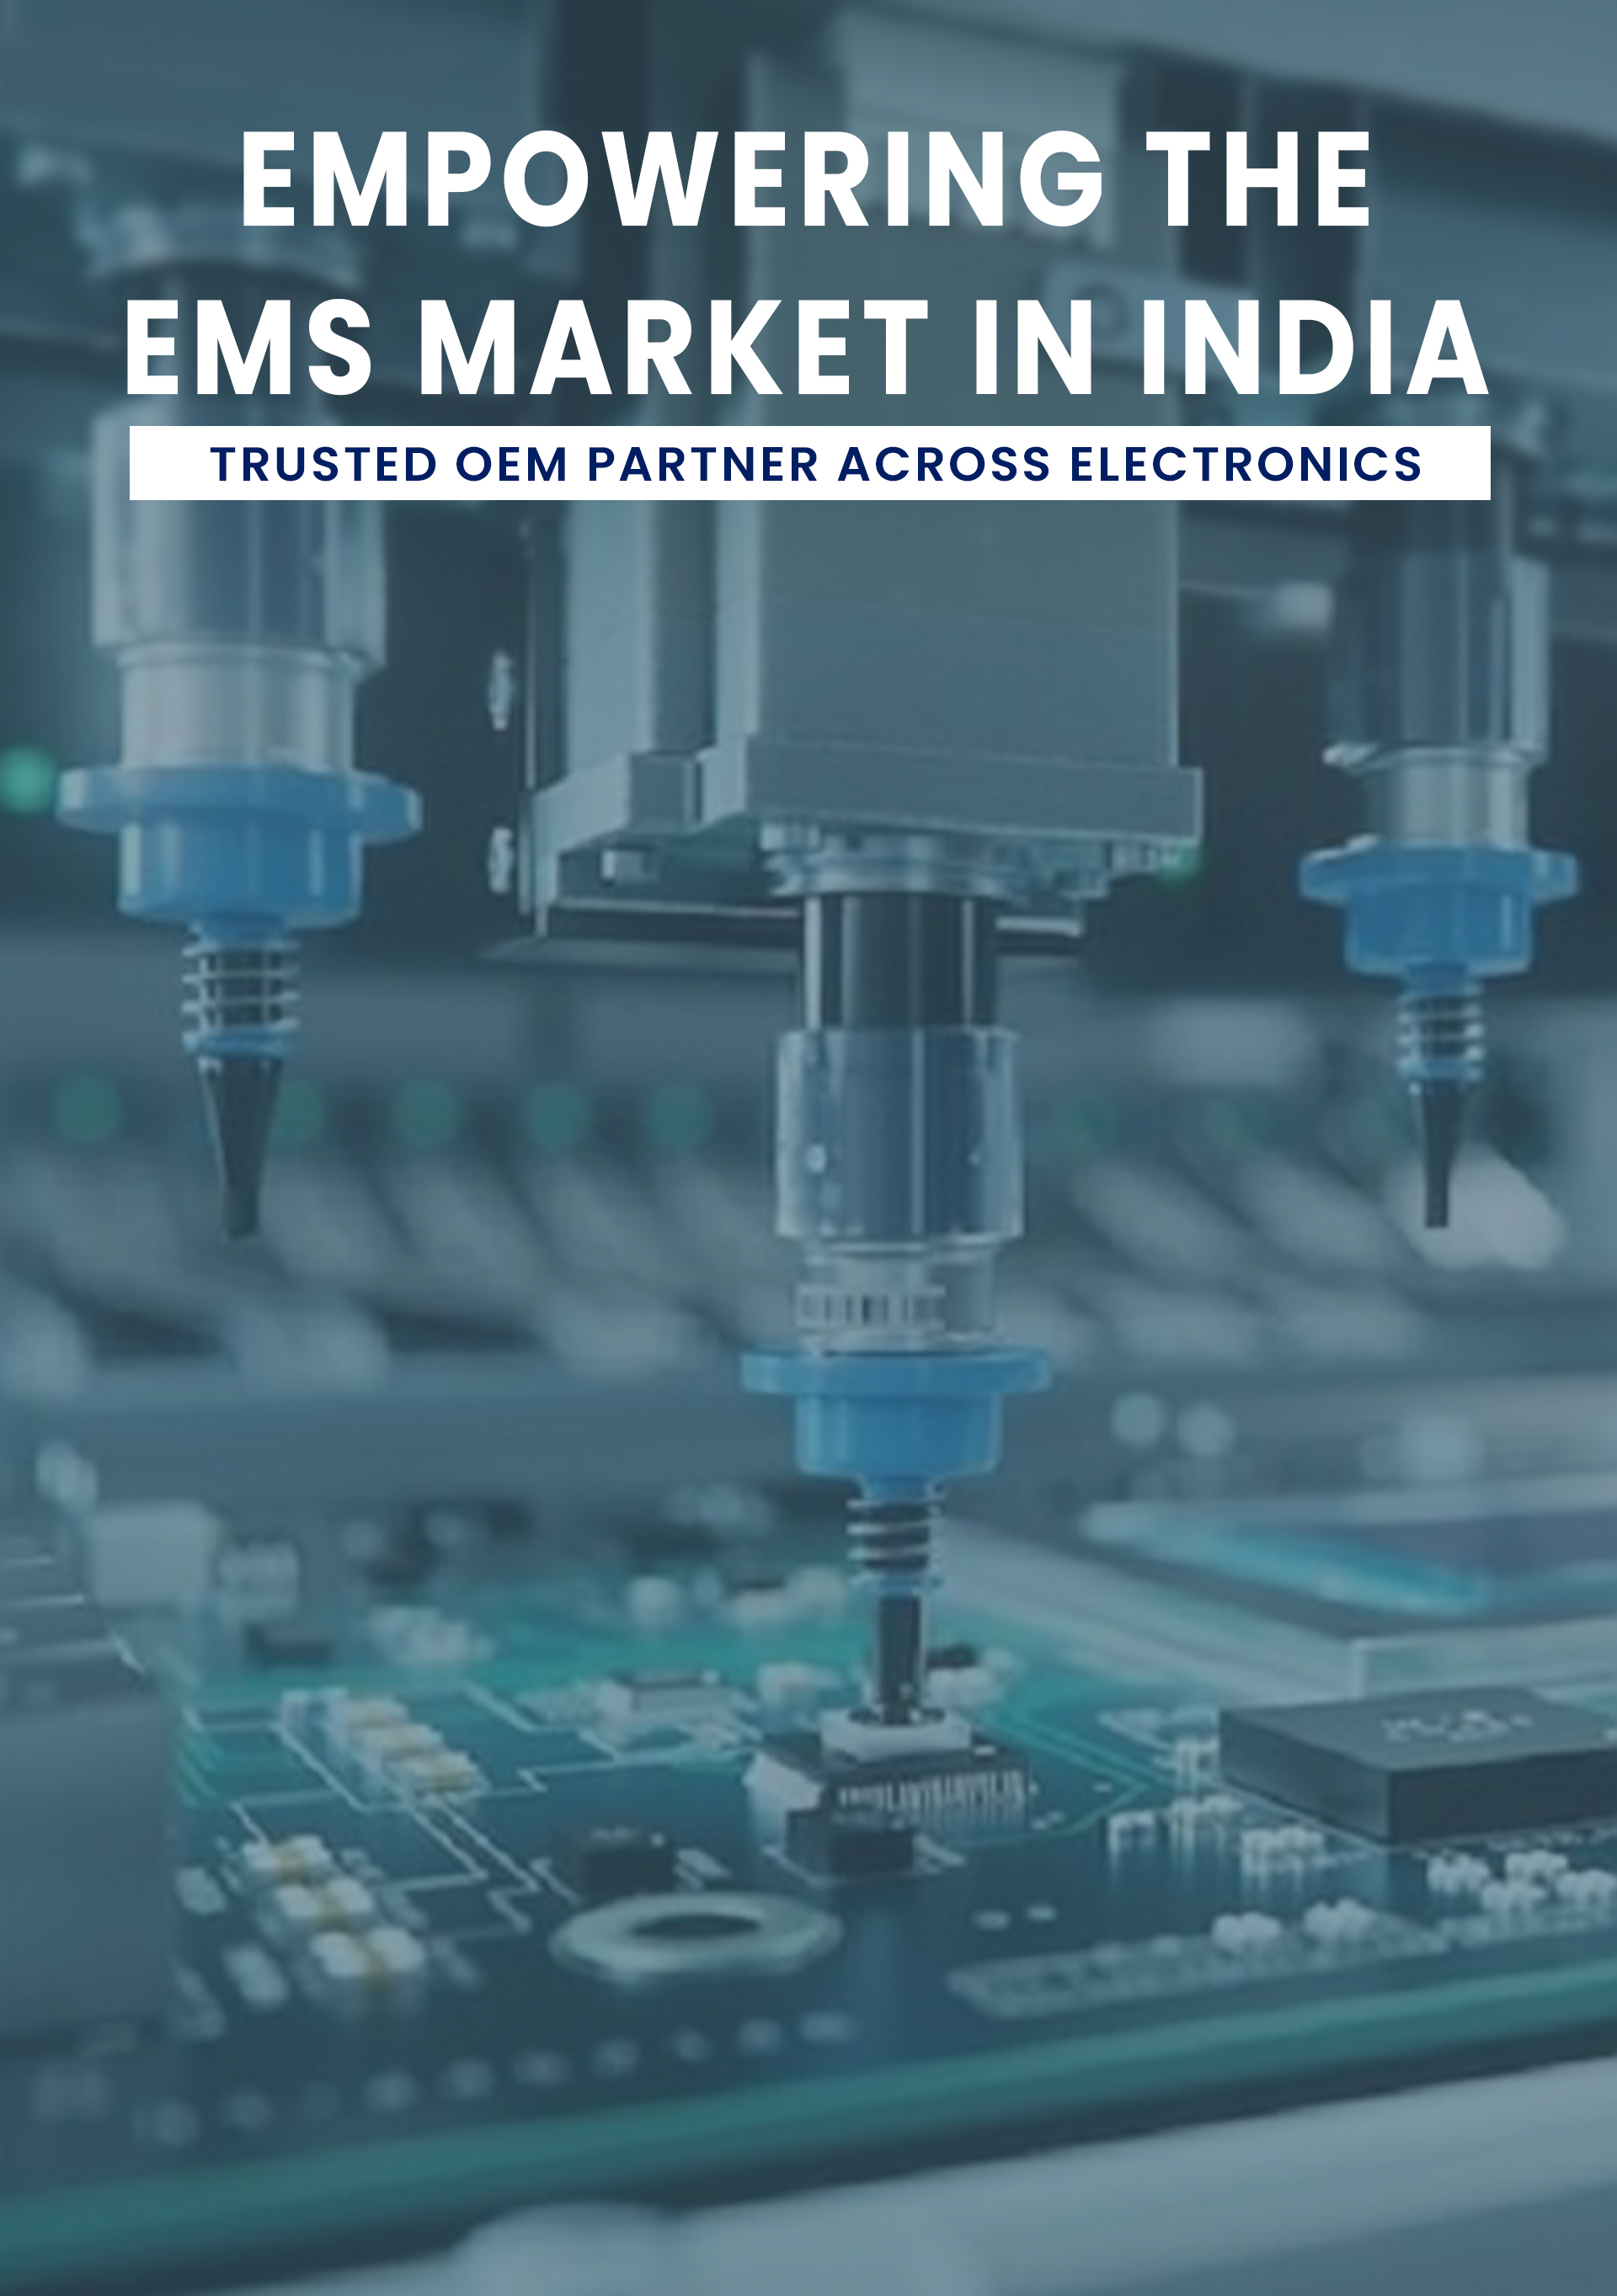 EMPOWERING THE
EMS MARKET IN INDIA
TRUSTED OEM PARTNER ACROSS ELECTRONICS